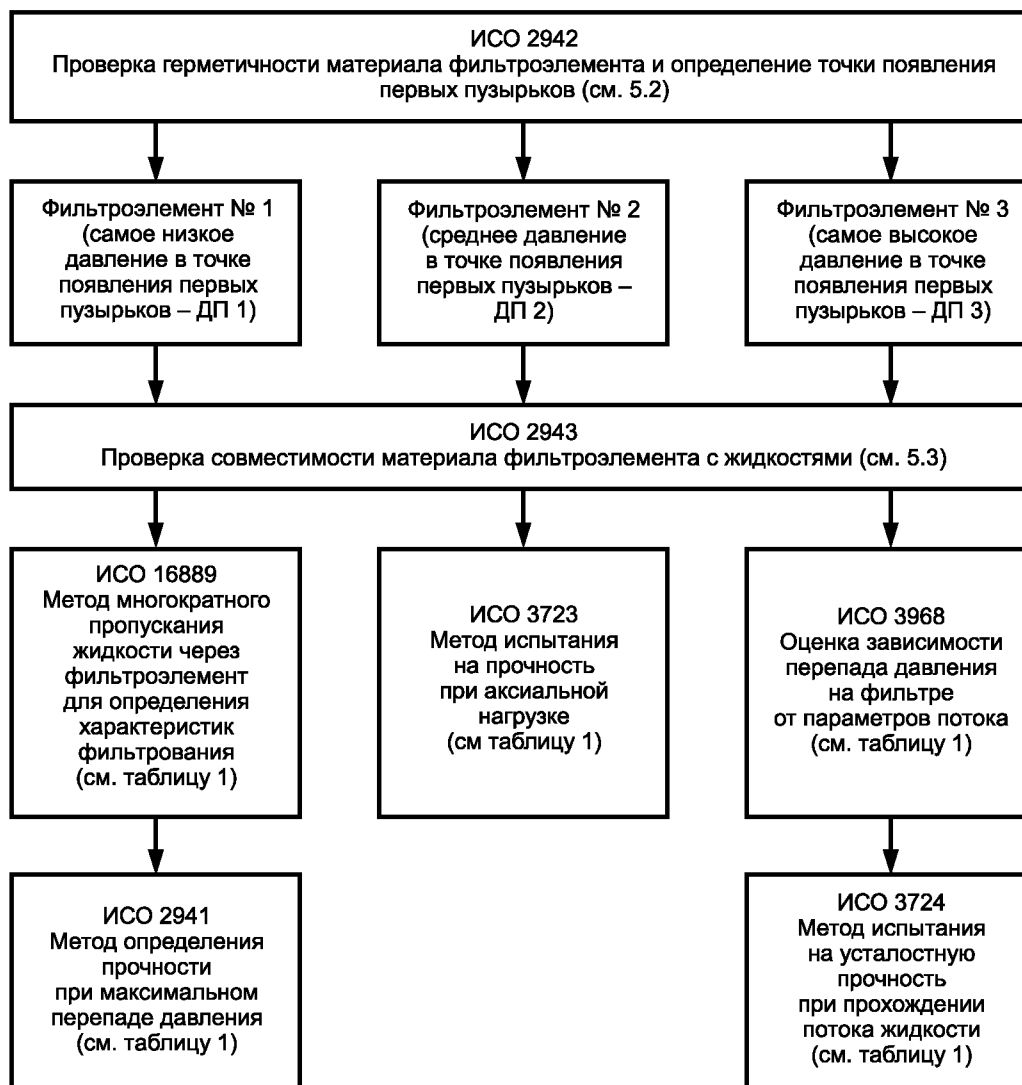 ИСО 2942
Проверка герметичности материала фильтроэлемента и определение точки появления
первых пузырьков (см. 5.2)
Фильтроэлемент № 1
(самое низкое
давление в точке
появления первых
пузырьков – ДП 1)
Фильтроэлемент № 2
(среднее давление
в точке появления
первых пузырьков –
ДП 2)
Фильтроэлемент № 3
(самое высокое
давление в точке
появления первых
пузырьков – ДП 3)
ИСО 2943
Проверка совместимости материала фильтроэлемента с жидкостями (см. 5.3)
ИСО 16889
Метод многократного
пропускания
жидкости через
фильтроэлемент
для определения
характеристик
фильтрования
(см. таблицу 1)
ИСО 3723
Метод испытания
на прочность
при аксиальной
нагрузке
(см таблицу 1)
ИСО 3968
Оценка зависимости
перепада давления
на фильтре
от параметров потока
(см. таблицу 1)
ИСО 2941
Метод определения
прочности
при максимальном
перепаде давления
(см. таблицу 1)
ИСО 3724
Метод испытания
на усталостную
прочность
при прохождении
потока жидкости
(см. таблицу 1)